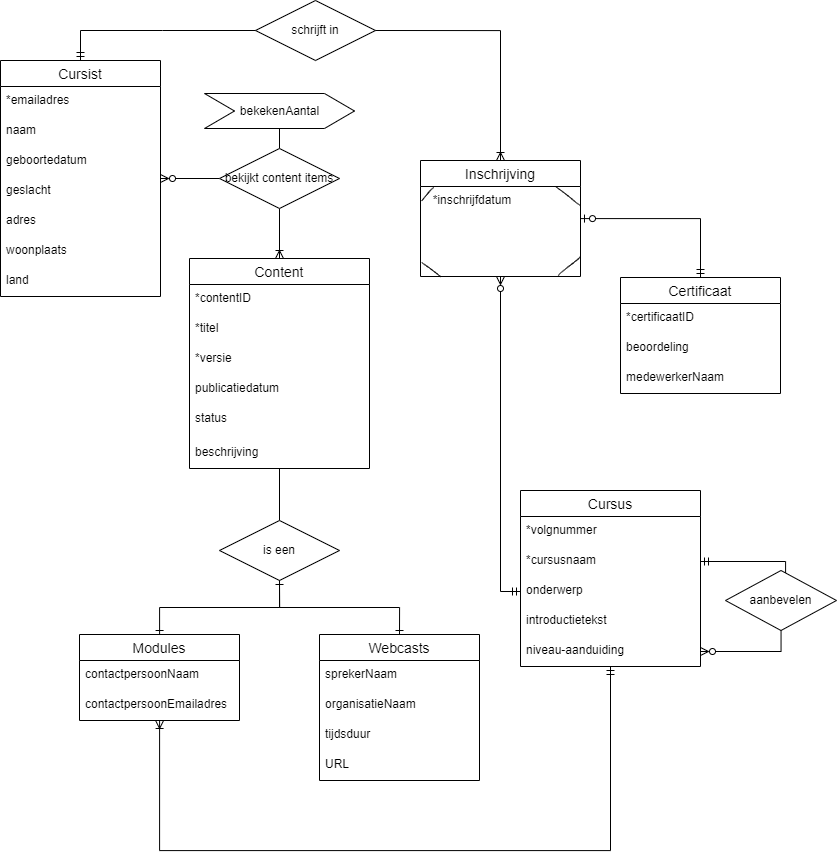 schrijft in
Cursist
*emailadres
naam
geboortedatum
geslacht
adres
woonplaats
land
bekekenAantal
bekijkt content items
Inschrijving
*inschrijfdatum
Content
*contentID
*titel
*versie
publicatiedatum
status
beschrijving
Certificaat
*certificaatID
beoordeling
medewerkerNaam
Cursus
*volgnummer
*cursusnaam
onderwerp
introductietekst
niveau-aanduiding
aanbevelen
is een
Modules
contactpersoonNaam
contactpersoonEmailadres
Webcasts
sprekerNaam
organisatieNaam
tijdsduur
URL